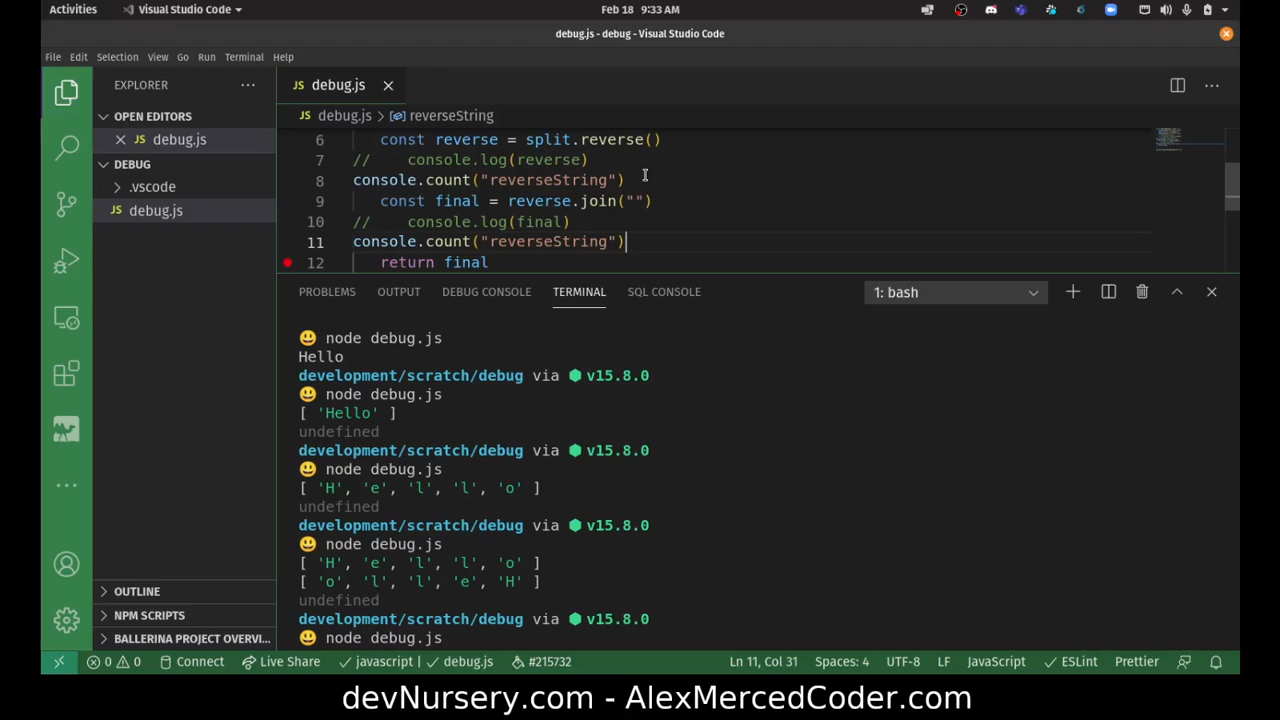 Activities
Visual Studio Code
Feb 18 9:33 AM
debug.js - debug - Visual Studio Code
File Edit Selection View Go Run Terminal Help
EXPLORER
OPEN EDITORS
JS debug.js
DEBUG
.vscode
JS debug.js
OUTLINE
NPM SCRIPTS
BALLERINA PROJECT OVERVI...
JS debug.js
JS debug.js > reverseString
6 const reverse = split.reverse()
7 // console.log(reverse)
8 console.count("reverseString")
9 const final = reverse.join("")
10 // console.log(final)
11 console.count("reverseString")
12 return final
PROBLEMS OUTPUT DEBUG CONSOLE TERMINAL SQL CONSOLE
1: bash
😃 node debug.js
Hello
development/scratch/debug via ⬢ v15.8.0
😃 node debug.js
[ 'Hello' ]
undefined
development/scratch/debug via ⬢ v15.8.0
😃 node debug.js
[ 'H', 'e', 'l', 'l', 'o' ]
undefined
development/scratch/debug via ⬢ v15.8.0
😃 node debug.js
[ 'H', 'e', 'l', 'l', 'o' ]
[ 'o', 'l', 'l', 'e', 'H' ]
undefined
development/scratch/debug via ⬢ v15.8.0
😃 node debug.js
0 0 Connect Live Share javascript | debug.js #215732 Ln 11, Col 31 Spaces: 4 UTF-8 LF JavaScript ESLint Prettier
devNursery.com - AlexMercedCoder.com